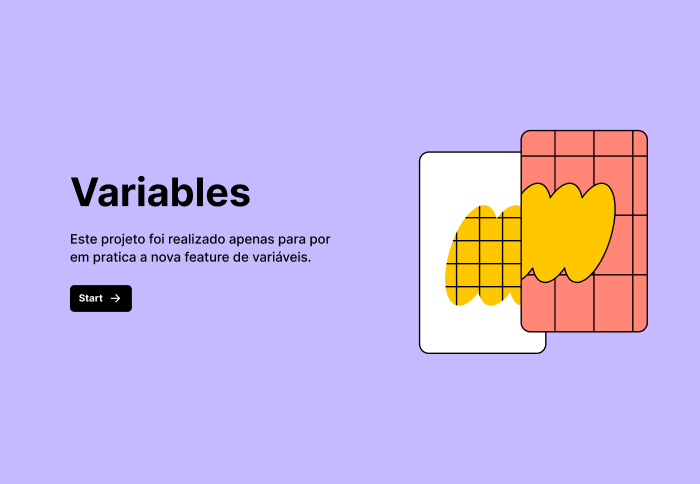 Variables
Este projeto foi realizado apenas para por
em pratica a nova feature de variáveis.
Start